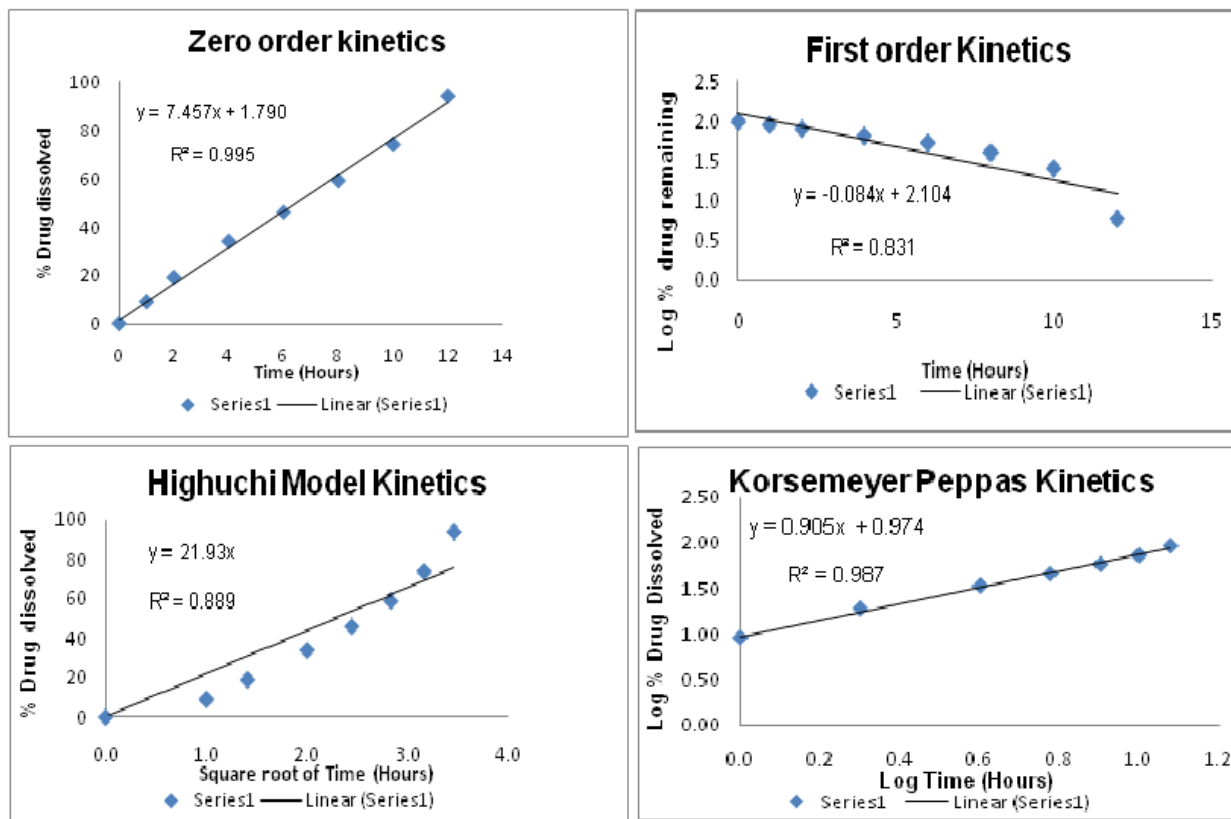 Zero order kinetics
y = 7.457x + 1.790
R² = 0.995
% Drug dissolved
100
80
60
40
20
0
0 2 4 6 8 10 12 14
Time (Hours)
Series1 Linear (Series1)
First order Kinetics
y = -0.084x + 2.104
R² = 0.831
Log % drug remaining
2.5
2.0
1.5
1.0
0.5
0.0
0 5 10 15
Time (Hours)
Series1 Linear (Series1)
Highuchi Model Kinetics
y = 21.93x
R² = 0.889
% Drug dissolved
100
80
60
40
20
0
0.0 1.0 2.0 3.0 4.0
Square root of Time (Hours)
Series1 Linear (Series1)
Korsemeyer Peppas Kinetics
y = 0.905x + 0.974
R² = 0.987
Log % Drug Dissolved
2.50
2.00
1.50
1.00
0.50
0.00
0.0 0.2 0.4 0.6 0.8 1.0 1.2
Log Time (Hours)
Series1 Linear (Series1)